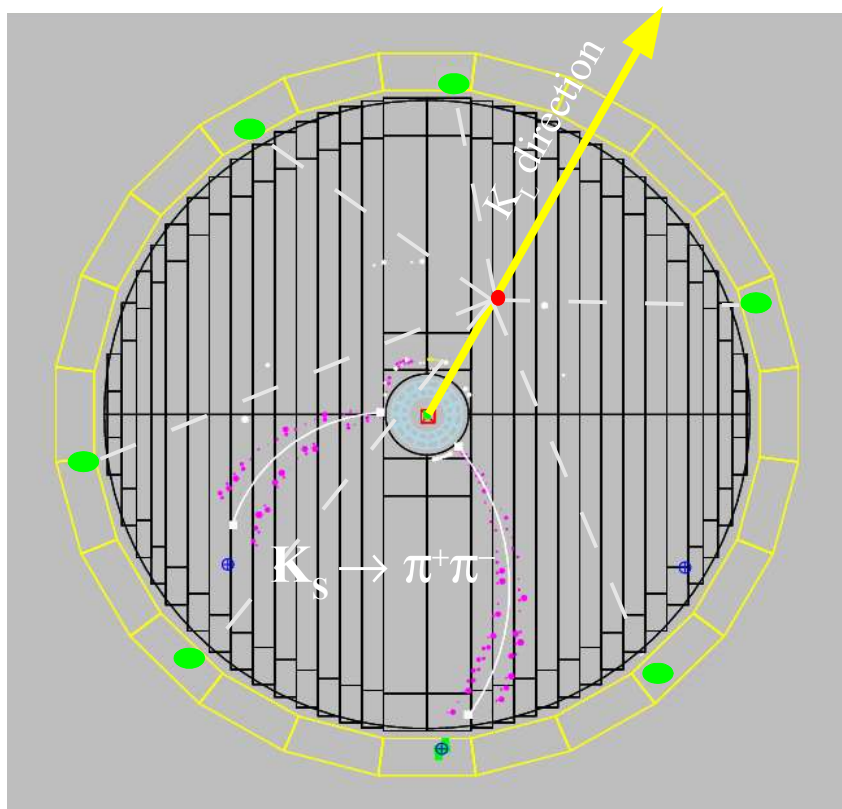 K_L direction
K_S → π⁺π⁻